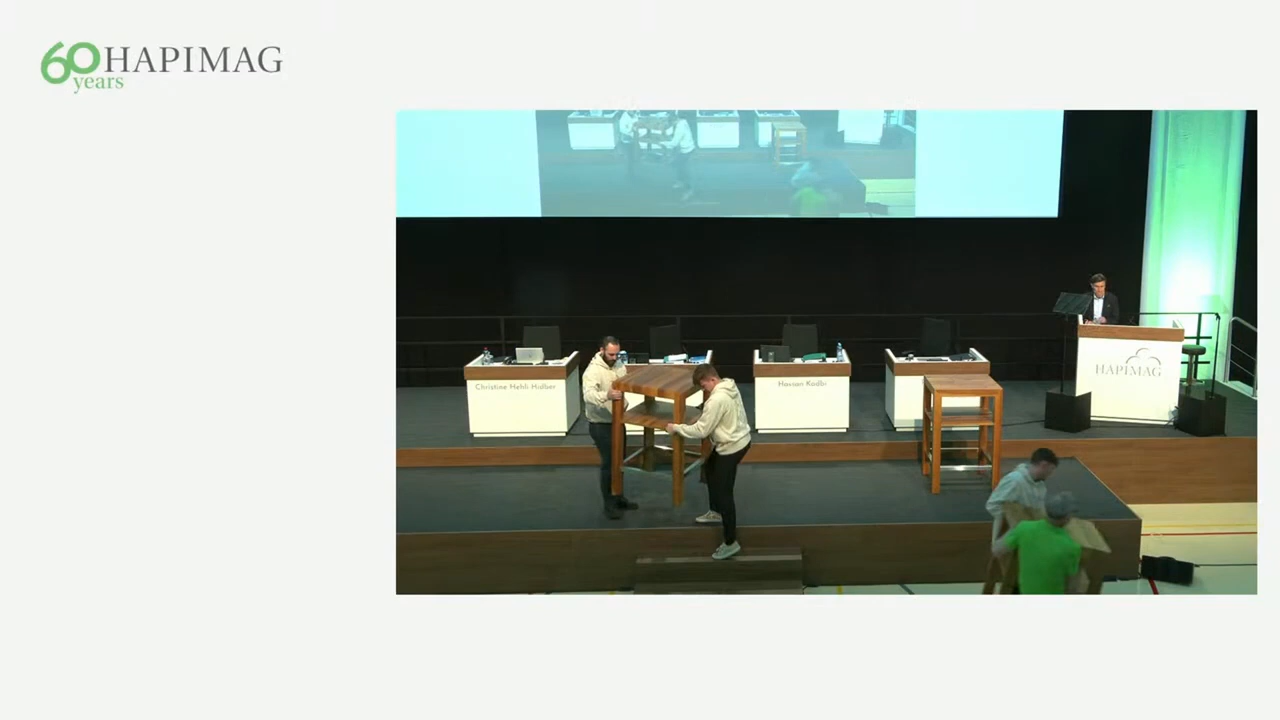 60 HAPIMAG
years
Christine Hehli Hidber
Hassan Kadbi
HAPIMAG